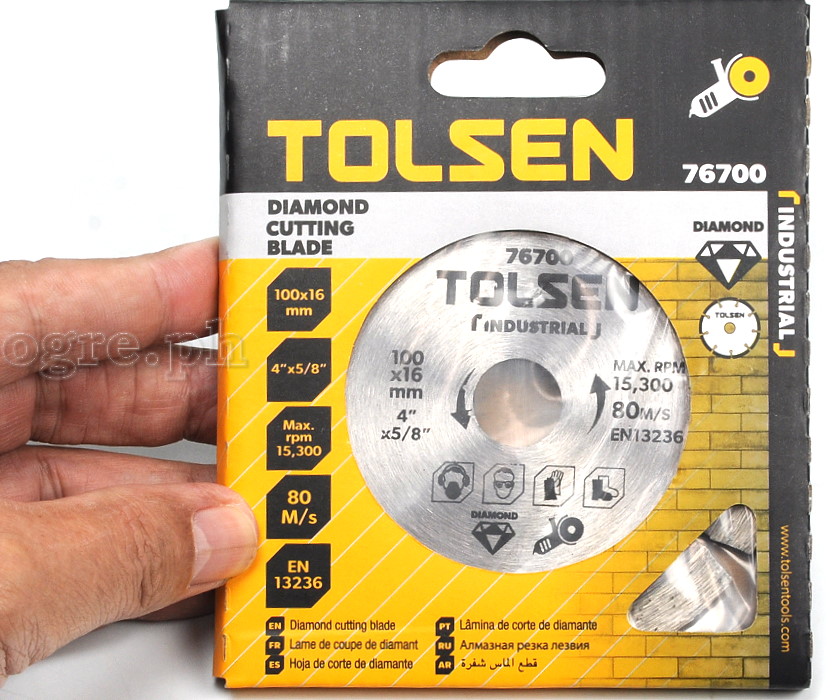 TOLSEN
76700
INDUSTRIAL
DIAMOND
CUTTING
BLADE
DIAMOND
TOLSEN
100x16
mm
4"x5/8"
Max.
rpm
15,300
80
M/s
EN
13236
76700
TOLSEN
INDUSTRIAL
100
x16
mm
4"
x5/8"
MAX. RPM
15,300
80M/S
EN13236
DIAMOND
ogre.ph
EN Diamond cutting blade
FR Lame de coupe de diamant
ES Hoja de corte de diamante
PT Lâmina de corte de diamante
RU Алмазная резка лезвия
AR قطع الماس شفرة
www.tolsentools.com